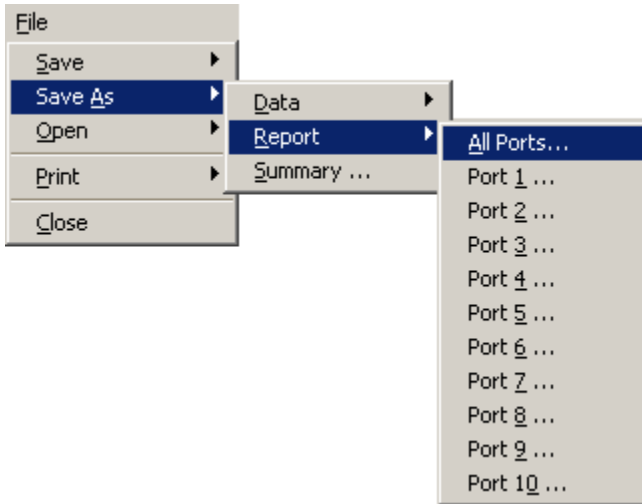 File
Save
Save As
Open
Print
Close
Data
Report
Summary ...
All Ports...
Port 1 ...
Port 2 ...
Port 3 ...
Port 4 ...
Port 5 ...
Port 6 ...
Port 7 ...
Port 8 ...
Port 9 ...
Port 10 ...